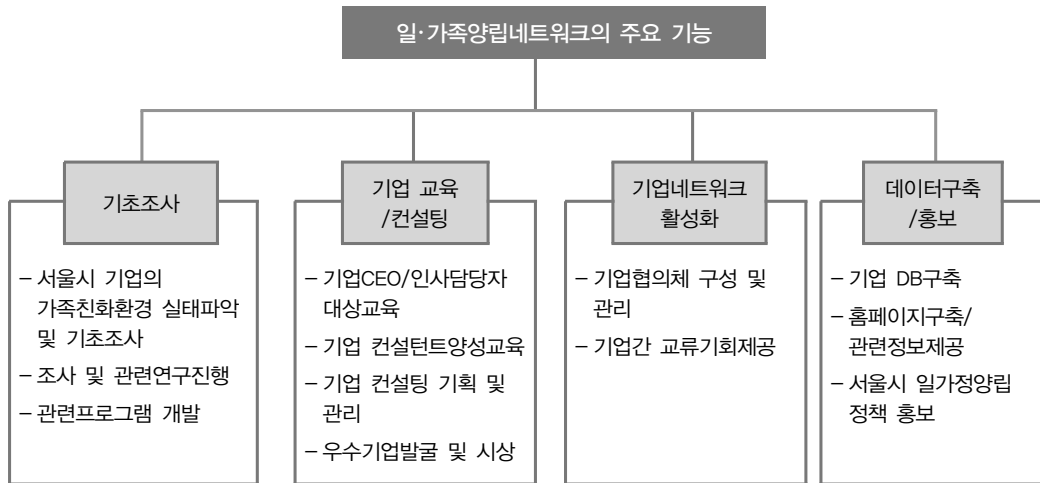 일·가족양립네트워크의 주요 기능
기초조사
– 서울시 기업의
가족친화환경 실태파악
및 기초조사
– 조사 및 관련연구진행
– 관련프로그램 개발
기업 교육
/컨설팅
– 기업CEO/인사담당자
대상교육
– 기업 컨설턴트양성교육
– 기업 컨설팅 기획 및
관리
– 우수기업발굴 및 시상
기업네트워크
활성화
– 기업협의체 구성 및
관리
– 기업간 교류기회제공
데이터구축
/홍보
– 기업 DB구축
– 홈페이지구축/
관련정보제공
– 서울시 일가정양립
정책 홍보